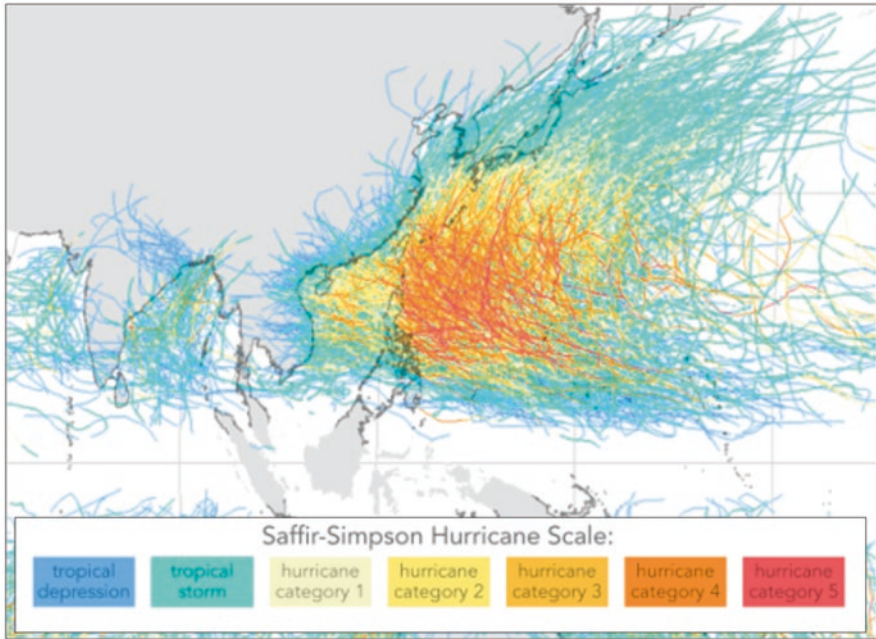 Saffir-Simpson Hurricane Scale:
tropical depression
tropical storm
hurricane category 1
hurricane category 2
hurricane category 3
hurricane category 4
hurricane category 5